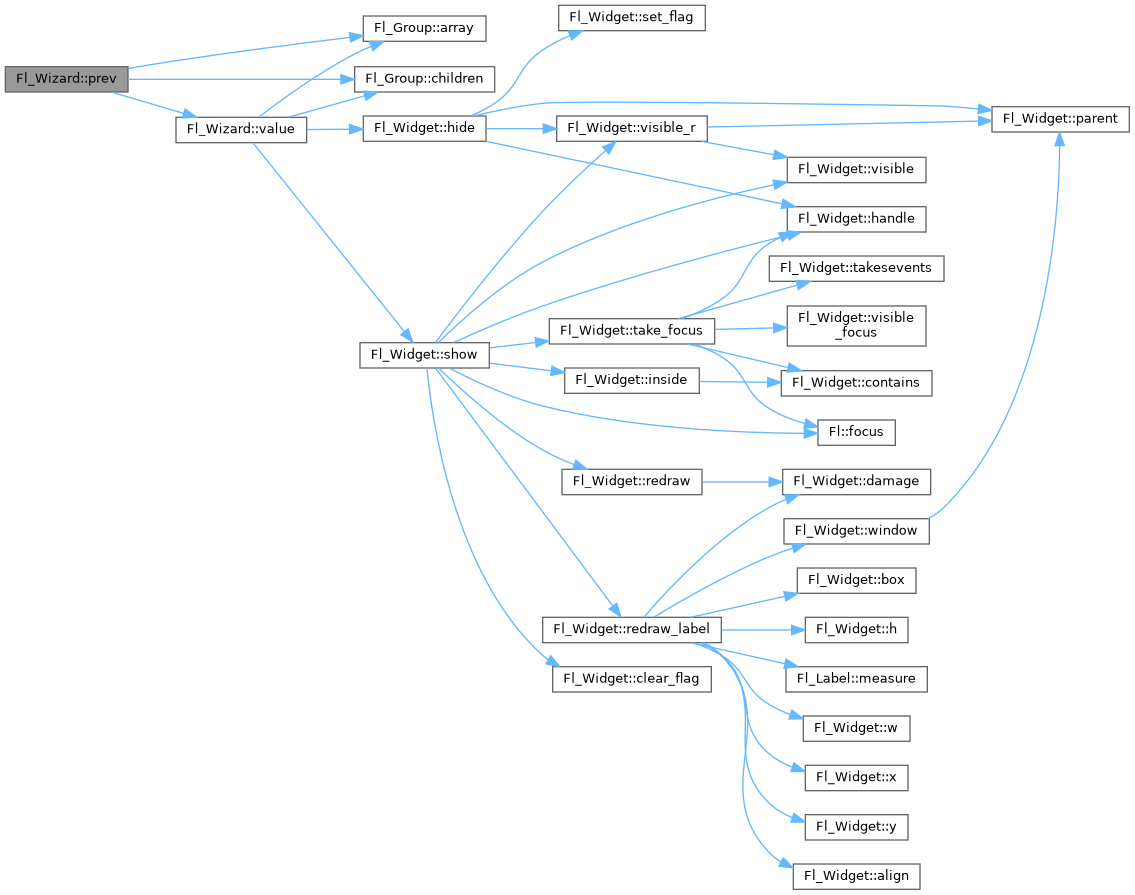 Fl_Widget::set_flag
Fl_Group::array
Fl_Wizard::prev
Fl_Group::children
Fl_Widget::parent
Fl_Wizard::value
Fl_Widget::hide
Fl_Widget::visible_r
Fl_Widget::visible
Fl_Widget::handle
Fl_Widget::takesevents
Fl_Widget::visible
_focus
Fl_Widget::take_focus
Fl_Widget::show
Fl_Widget::inside
Fl_Widget::contains
Fl::focus
Fl_Widget::redraw
Fl_Widget::damage
Fl_Widget::window
Fl_Widget::box
Fl_Widget::redraw_label
Fl_Widget::h
Fl_Widget::clear_flag
Fl_Label::measure
Fl_Widget::w
Fl_Widget::x
Fl_Widget::y
Fl_Widget::align